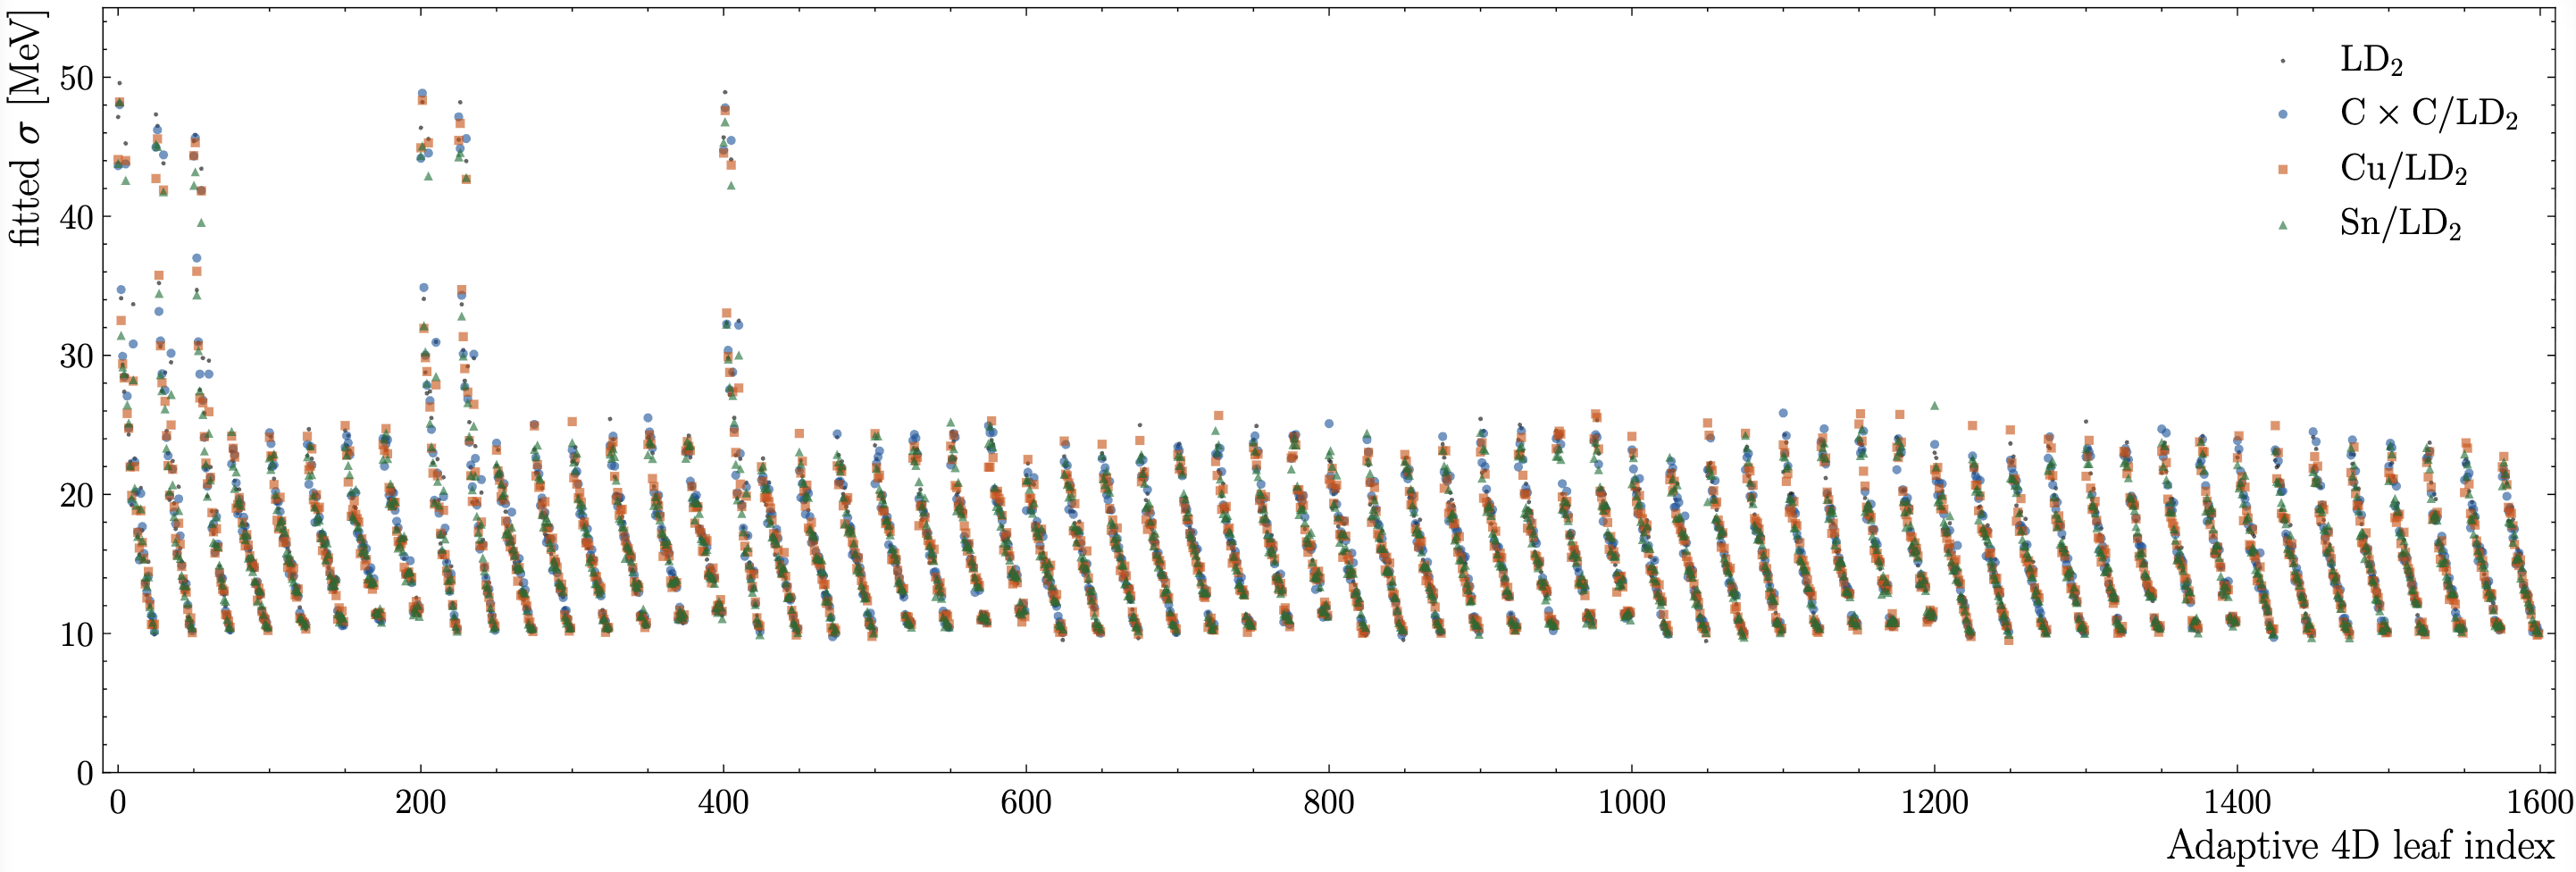 fitted σ [MeV]
50
40
30
20
10
0
LD₂
C × C/LD₂
Cu/LD₂
Sn/LD₂
0 200 400 600 800 1000 1200 1400 1600
Adaptive 4D leaf index